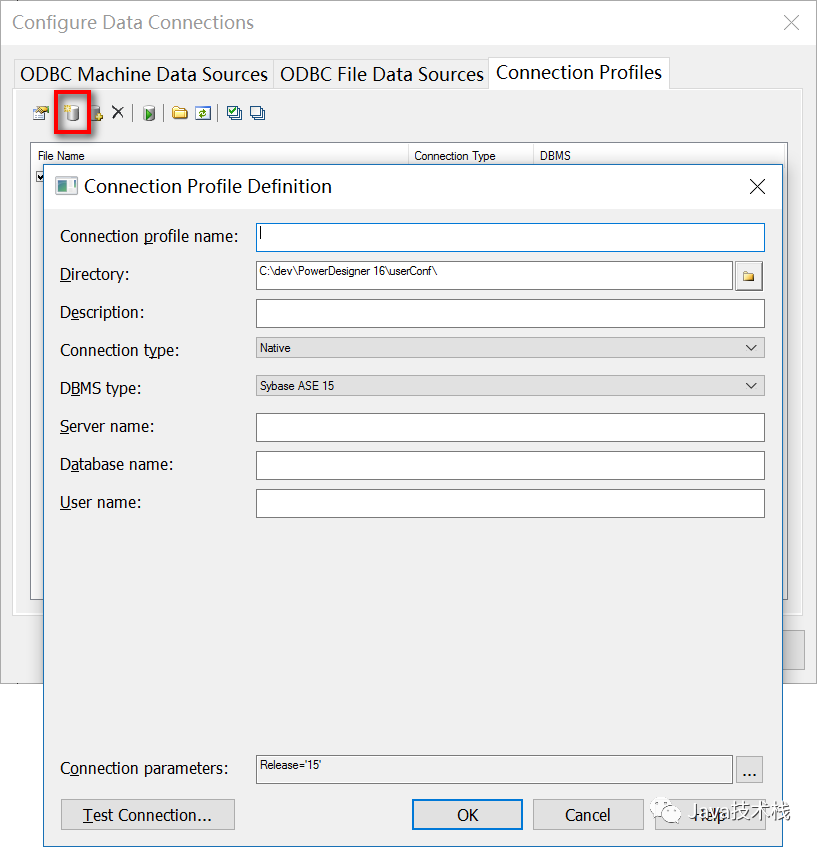 Configure Data Connections
ODBC Machine Data Sources ODBC File Data Sources Connection Profiles
File Name Connection Type DBMS
Connection Profile Definition
Connection profile name:
Directory: C:\dev\PowerDesigner 16\userConf\
Description:
Connection type: Native
DBMS type: Sybase ASE 15
Server name:
Database name:
User name:
Connection parameters: Release='15' ...
Test Connection... OK Cancel Help
Java技术栈